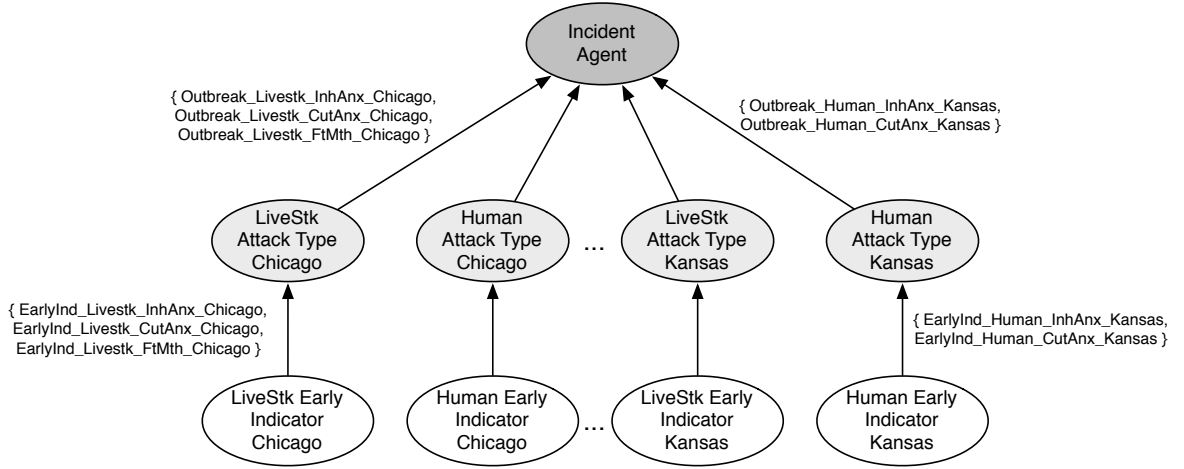 Incident
Agent
{ Outbreak_Livestk_InhAnx_Chicago,
Outbreak_Livestk_CutAnx_Chicago,
Outbreak_Livestk_FtMth_Chicago }
{ Outbreak_Human_InhAnx_Kansas,
Outbreak_Human_CutAnx_Kansas }
LiveStk
Attack Type
Chicago
Human
Attack Type
Chicago
...
LiveStk
Attack Type
Kansas
Human
Attack Type
Kansas
{ EarlyInd_Livestk_InhAnx_Chicago,
EarlyInd_Livestk_CutAnx_Chicago,
EarlyInd_Livestk_FtMth_Chicago }
{ EarlyInd_Human_InhAnx_Kansas,
EarlyInd_Human_CutAnx_Kansas }
LiveStk Early
Indicator
Chicago
Human Early
Indicator
Chicago
...
LiveStk Early
Indicator
Kansas
Human Early
Indicator
Kansas